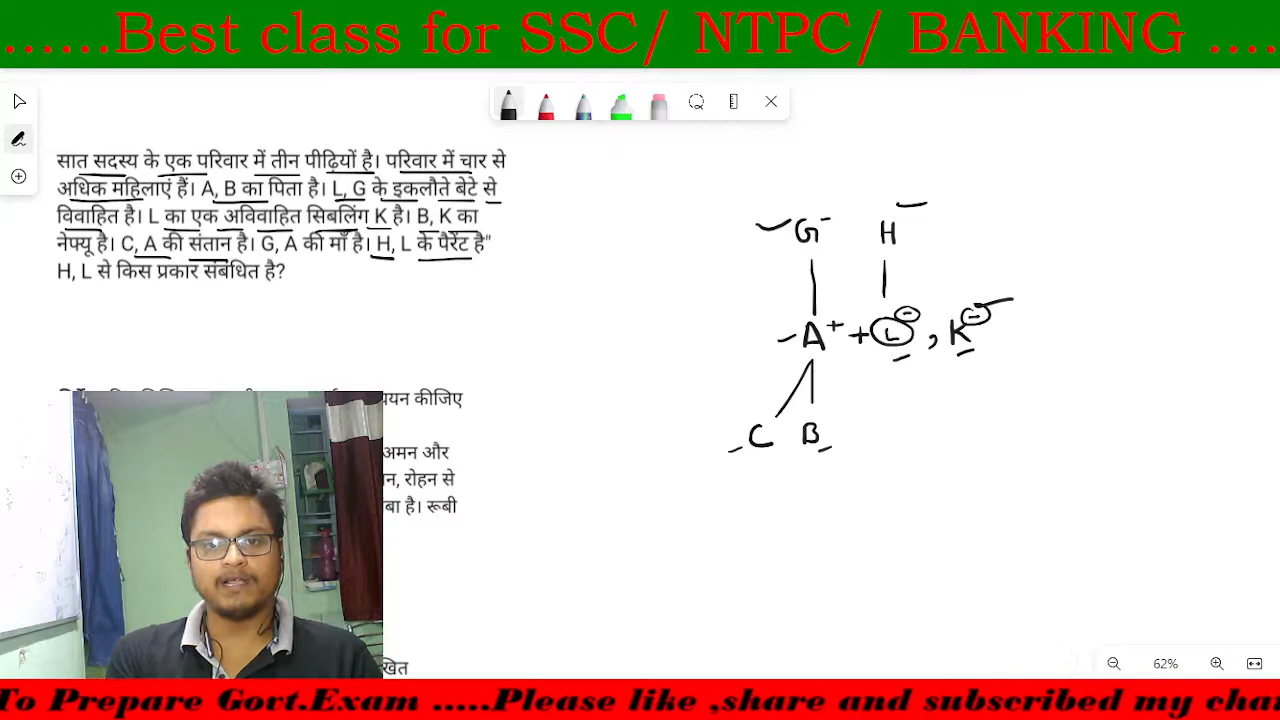 ......Best class for SSC/ NTPC/ BANKING ....
सात सदस्य के एक परिवार में तीन पीढ़ियों है। परिवार में चार से
अधिक महिलाएं हैं। A, B का पिता है। L, G के इकलौते बेटे से
विवाहित है। L का एक अविवाहित सिबलिंग K है। B, K का
नेफ्यू है। C, A की संतान है। G, A की माँ है। H, L के पैरेंट है"
H, L से किस प्रकार संबंधित है?
G⁻ H
A⁺ + L⁻ , K⁻
C B
चयन कीजिए
अमन और
न, रोहन से
बा है। रूबी
खित
62%
To Prepare Govt.Exam .....Please like ,share and subscribed my cha